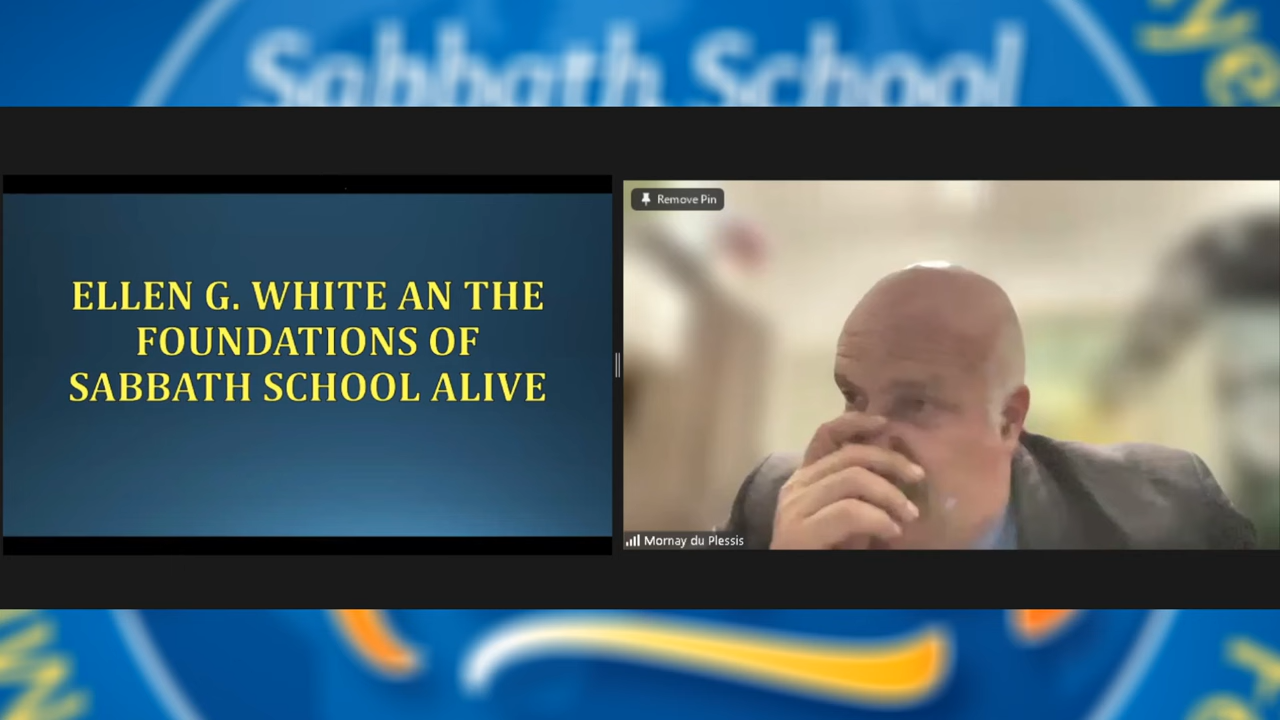 Sabbath School
ELLEN G. WHITE AN THE
FOUNDATIONS OF
SABBATH SCHOOL ALIVE
Remove Pin
Mornay du Plessis